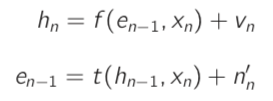 hₙ = f(eₙ₋₁, xₙ) + vₙ
eₙ₋₁ = t(hₙ₋₁, xₙ) + n′ₙ